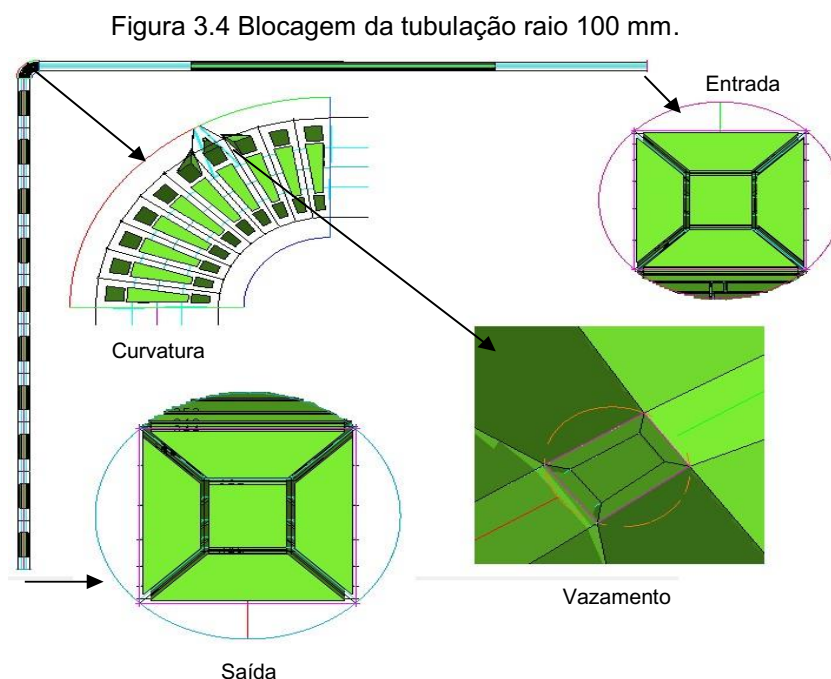 Figura 3.4 Blocagem da tubulação raio 100 mm.
Entrada
Curvatura
Vazamento
Saída